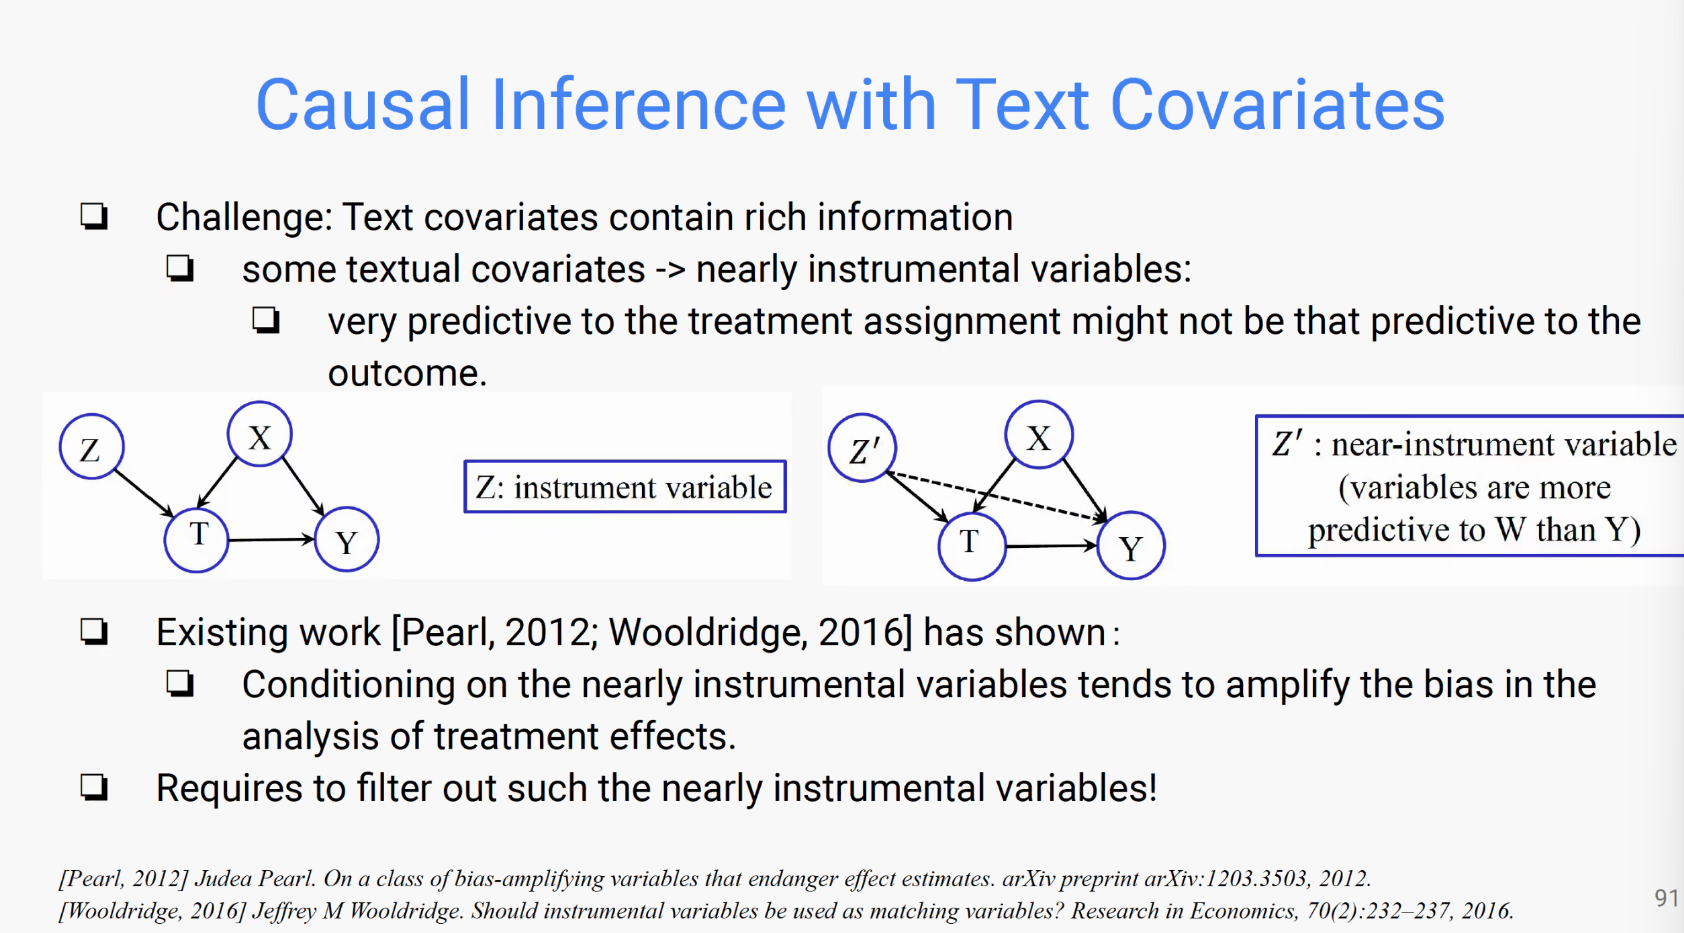 Causal Inference with Text Covariates
❏ Challenge: Text covariates contain rich information
❏ some textual covariates -> nearly instrumental variables:
❏ very predictive to the treatment assignment might not be that predictive to the
outcome.
Z
X
T
Y
Z: instrument variable
Z′
X
T
Y
Z′ : near-instrument variable
(variables are more
predictive to W than Y)
❏ Existing work [Pearl, 2012; Wooldridge, 2016] has shown:
❏ Conditioning on the nearly instrumental variables tends to amplify the bias in the
analysis of treatment effects.
❏ Requires to filter out such the nearly instrumental variables!
[Pearl, 2012] Judea Pearl. On a class of bias-amplifying variables that endanger effect estimates. arXiv preprint arXiv:1203.3503, 2012.
[Wooldridge, 2016] Jeffrey M Wooldridge. Should instrumental variables be used as matching variables? Research in Economics, 70(2):232–237, 2016.
91